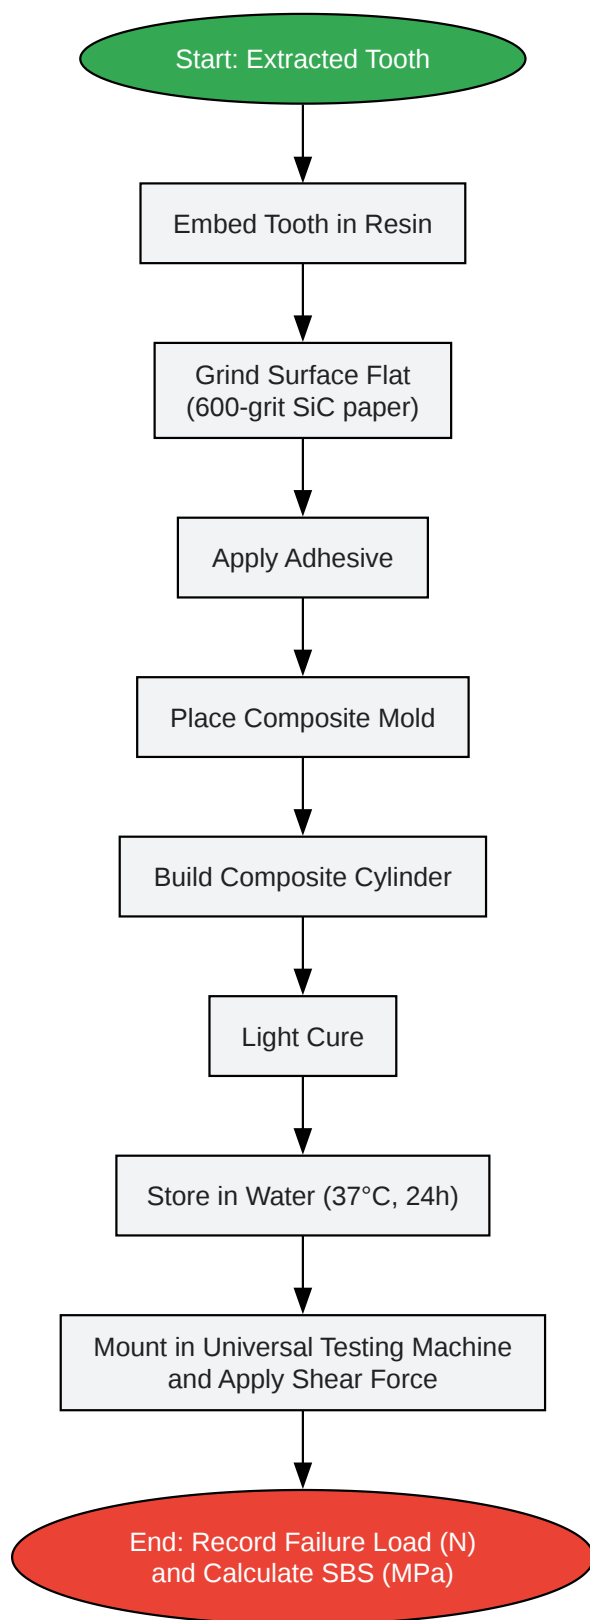 Start: Extracted Tooth
Embed Tooth in Resin
Grind Surface Flat
(600-grit SiC paper)
Apply Adhesive
Place Composite Mold
Build Composite Cylinder
Light Cure
Store in Water (37°C, 24h)
Mount in Universal Testing Machine
and Apply Shear Force
End: Record Failure Load (N)
and Calculate SBS (MPa)